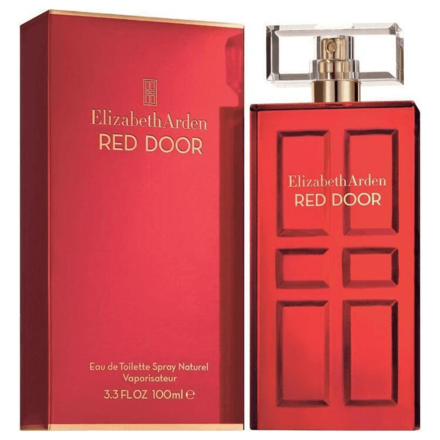 ElizabethArden
RED DOOR
Eau de Toilette Spray Naturel
Vaporisateur
3.3 FL OZ 100ml ℮
ElizabethArden
RED DOOR